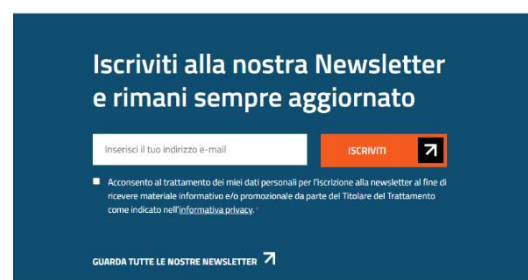 Iscriviti alla nostra Newsletter
e rimani sempre aggiornato
Inserisci il tuo indirizzo e-mail
ISCRIVITI
Acconsento al trattamento dei miei dati personali per l'iscrizione alla newsletter al fine di
ricevere materiale informativo e/o promozionale da parte del Titolare del Trattamento
come indicato nell'informativa privacy. *
GUARDA TUTTE LE NOSTRE NEWSLETTER